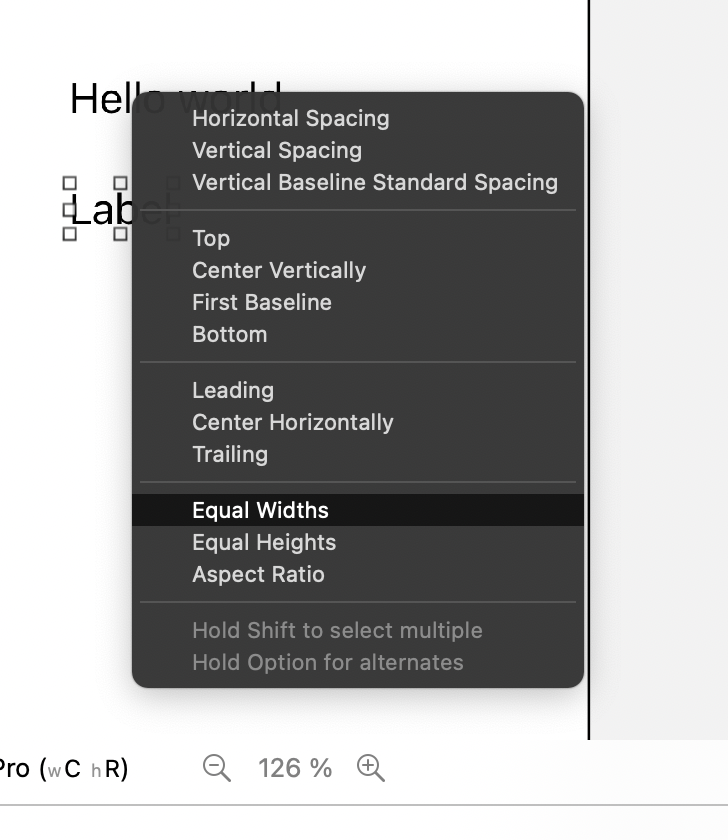 Hello world
Horizontal Spacing
Vertical Spacing
Vertical Baseline Standard Spacing
Label
Top
Center Vertically
First Baseline
Bottom
Leading
Center Horizontally
Trailing
Equal Widths
Equal Heights
Aspect Ratio
Hold Shift to select multiple
Hold Option for alternates
Pro (wC hR)
126 %